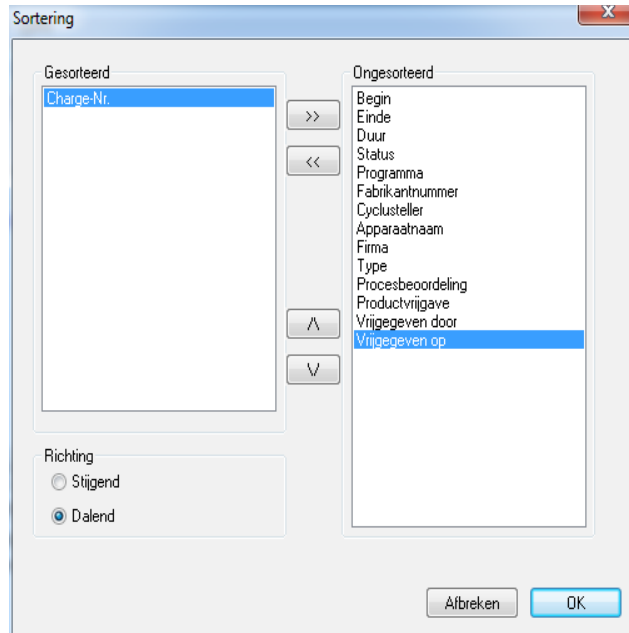 Sortering
X
Gesorteerd
Charge-Nr.
>>
<<
/\
\/
Ongesorteerd
Begin
Einde
Duur
Status
Programma
Fabrikantnummer
Cyclusteller
Apparaatnaam
Firma
Type
Procesbeoordeling
Productvrijgave
Vrijgegeven door
Vrijgegeven op
Richting
Stijgend
Dalend
Afbreken
OK